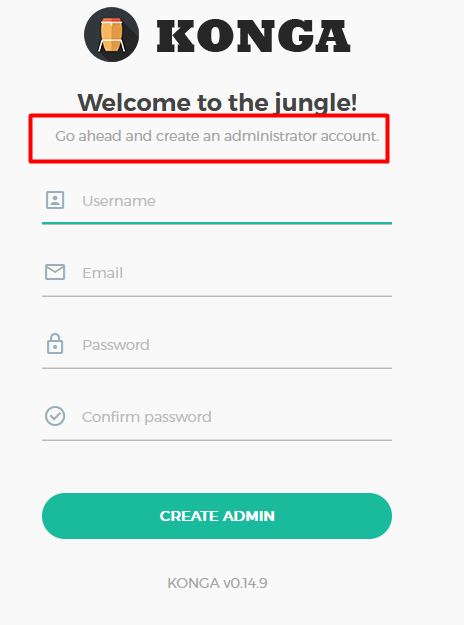 KONGA
Welcome to the jungle!
Go ahead and create an administrator account.
Username
Email
Password
Confirm password
CREATE ADMIN
KONGA v0.14.9